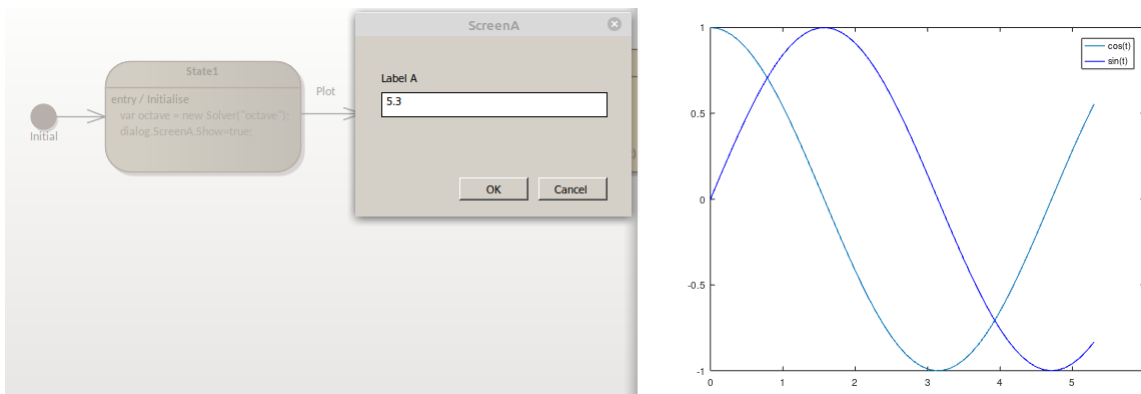 ScreenA
State1
entry / Initialise
var octave = new Solver("octave");
dialog.ScreenA.Show=true;
Initial
Plot
Label A
5.3
OK
Cancel
)
cos(t)
sin(t)
1
0.5
0
-0.5
-1
0
1
2
3
4
5